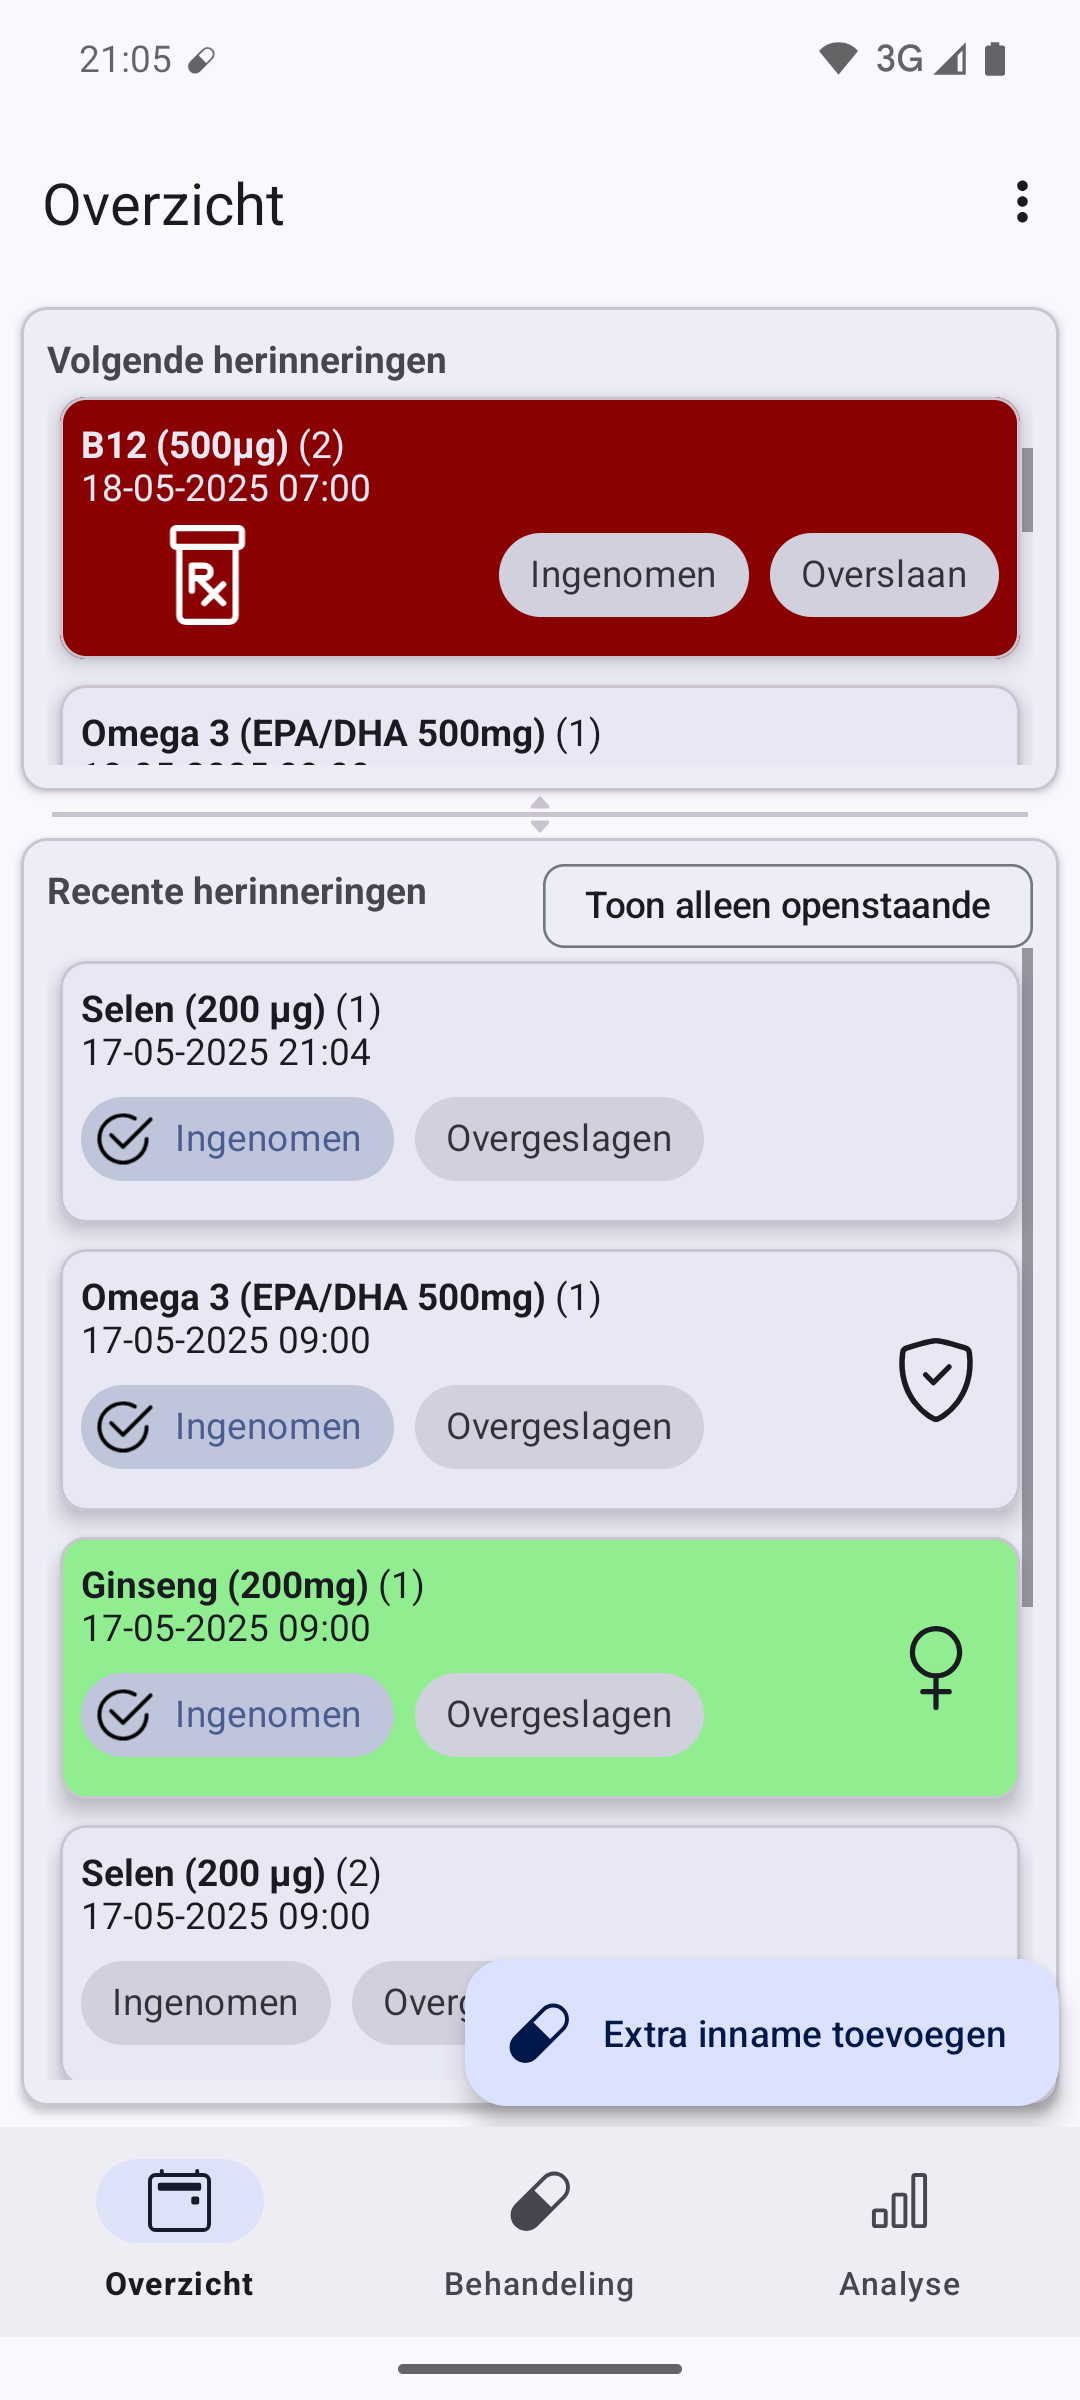 21:05
3G
Overzicht
Volgende herinneringen
B12 (500µg) (2)
18-05-2025 07:00
Rx
Ingenomen
Overslaan
Omega 3 (EPA/DHA 500mg) (1)
Recente herinneringen
Toon alleen openstaande
Selen (200 µg) (1)
17-05-2025 21:04
Ingenomen
Overgeslagen
Omega 3 (EPA/DHA 500mg) (1)
17-05-2025 09:00
Ingenomen
Overgeslagen
Ginseng (200mg) (1)
17-05-2025 09:00
Ingenomen
Overgeslagen
Selen (200 µg) (2)
17-05-2025 09:00
Ingenomen
Extra inname toevoegen
Overzicht
Behandeling
Analyse